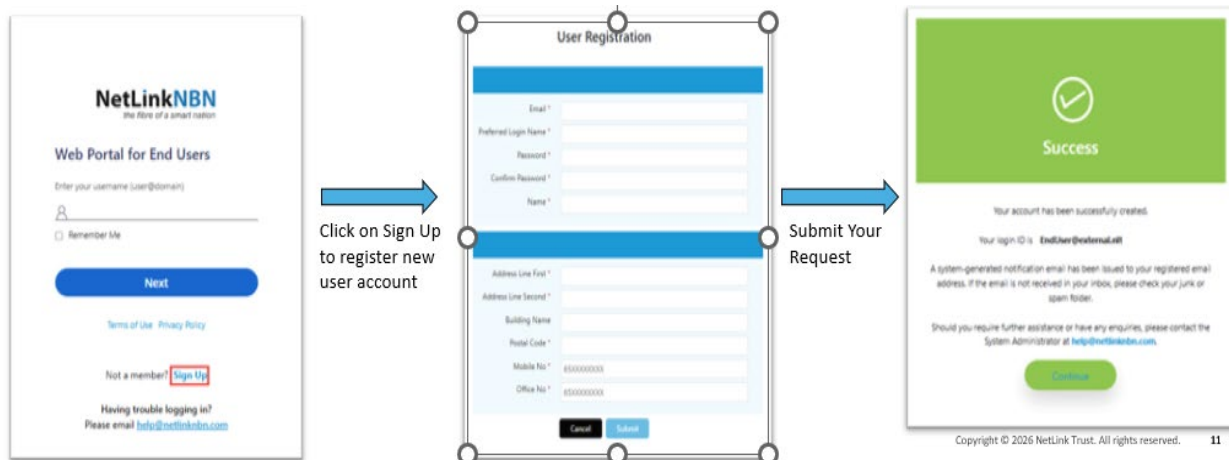 NetLinkNBN
the fibre of a smart nation
Web Portal for End Users
Enter your username (user@domain)
Remember Me
Next
Terms of Use Privacy Policy
Not a member? Sign Up
Having trouble logging in?
Please email help@netlinknbn.com
Click on Sign Up
to register new
user account
User Registration
Email *
Preferred Login Name *
Password *
Confirm Password *
Name *
Address Line First *
Address Line Second *
Building Name
Postal Code *
Mobile No *
Office No *
Cancel Submit
Submit Your
Request
Success
Your account has been successfully created.
Your login ID is EndUser@external.nlt
A system-generated notification email has been issued to your registered email
address. If the email is not received in your inbox, please check your junk or
spam folder.
Should you require further assistance or have any enquiries, please contact the
System Administrator at help@netlinknbn.com.
Continue
Copyright © 2026 NetLink Trust. All rights reserved. 11